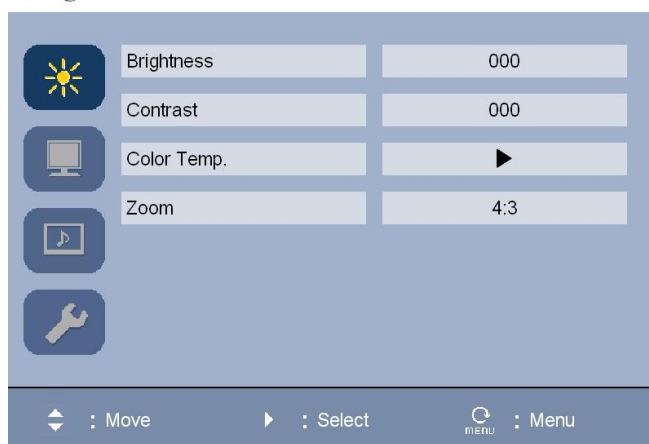 Brightness 000
Contrast 000
Color Temp.
Zoom 4:3
: Move : Select MENU : Menu